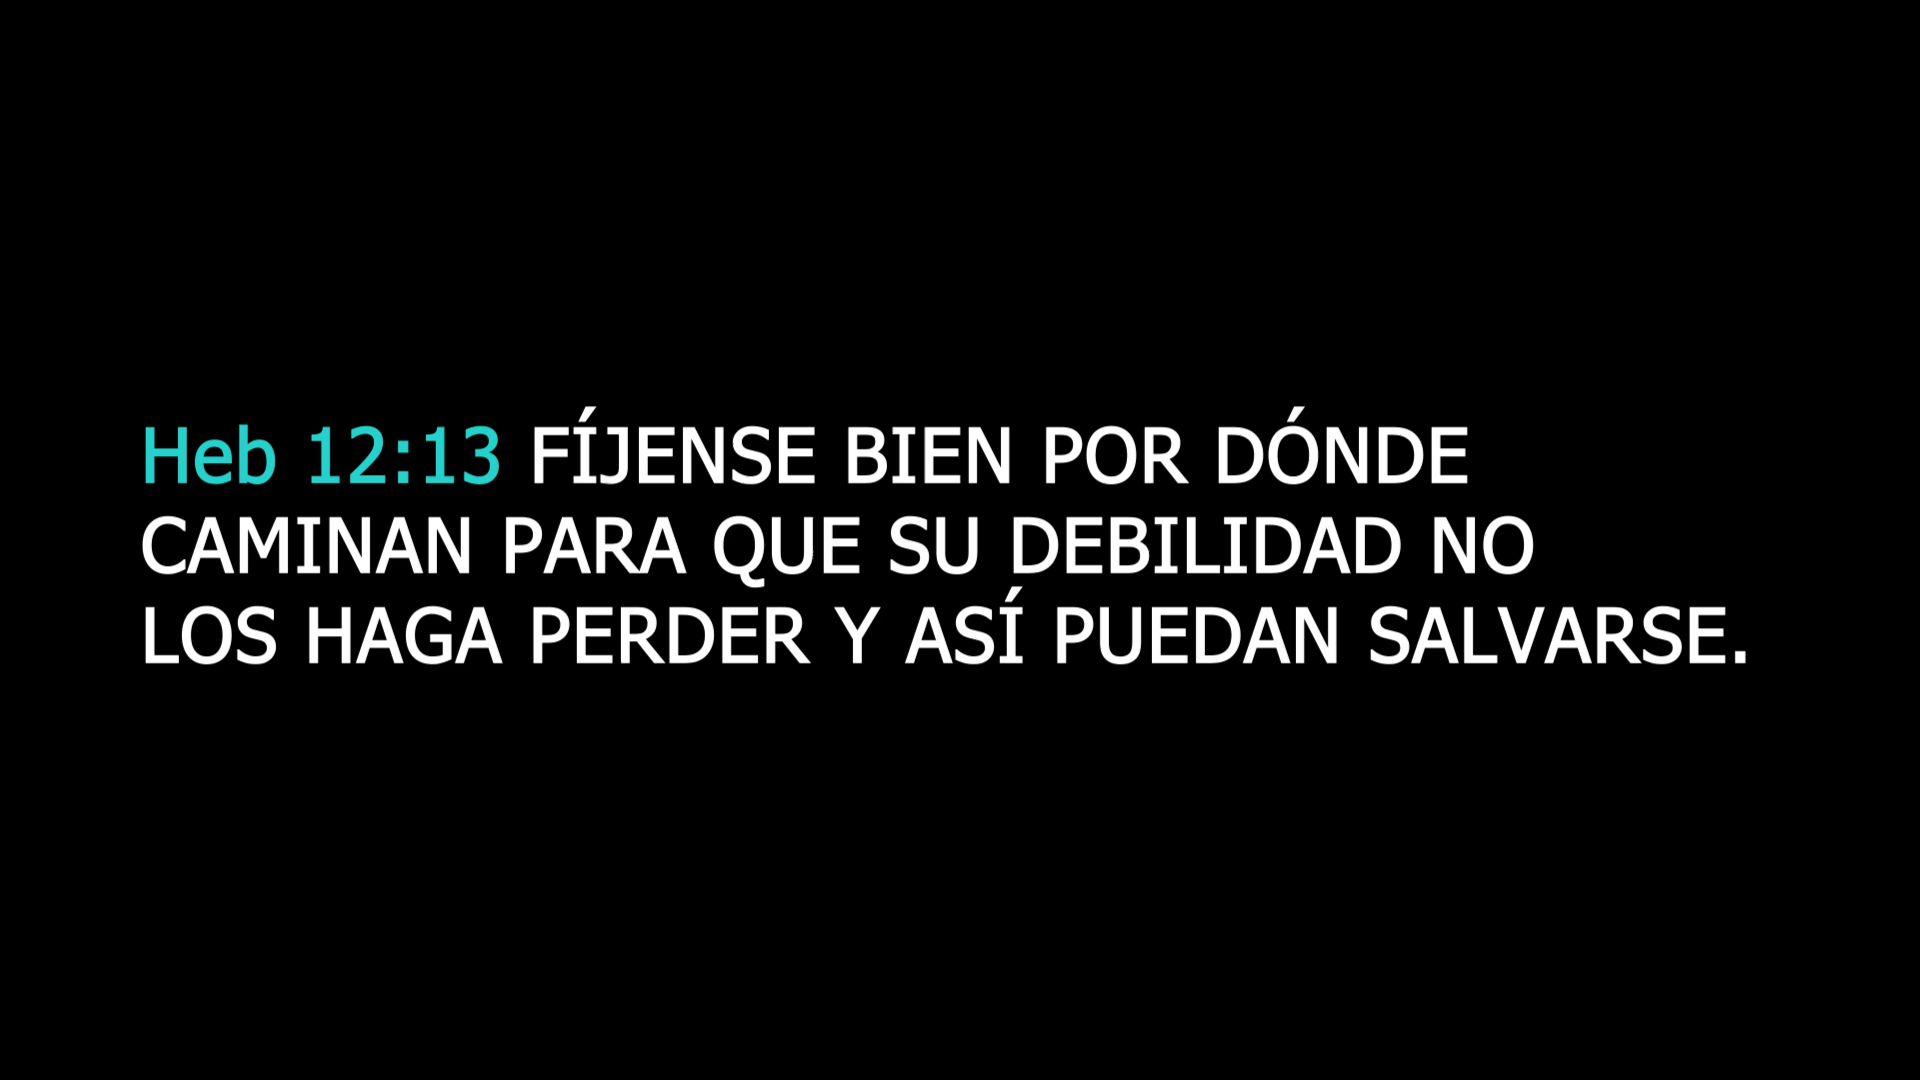 Heb 12:13 FÍJENSE BIEN POR DÓNDE
CAMINAN PARA QUE SU DEBILIDAD NO
LOS HAGA PERDER Y ASÍ PUEDAN SALVARSE.